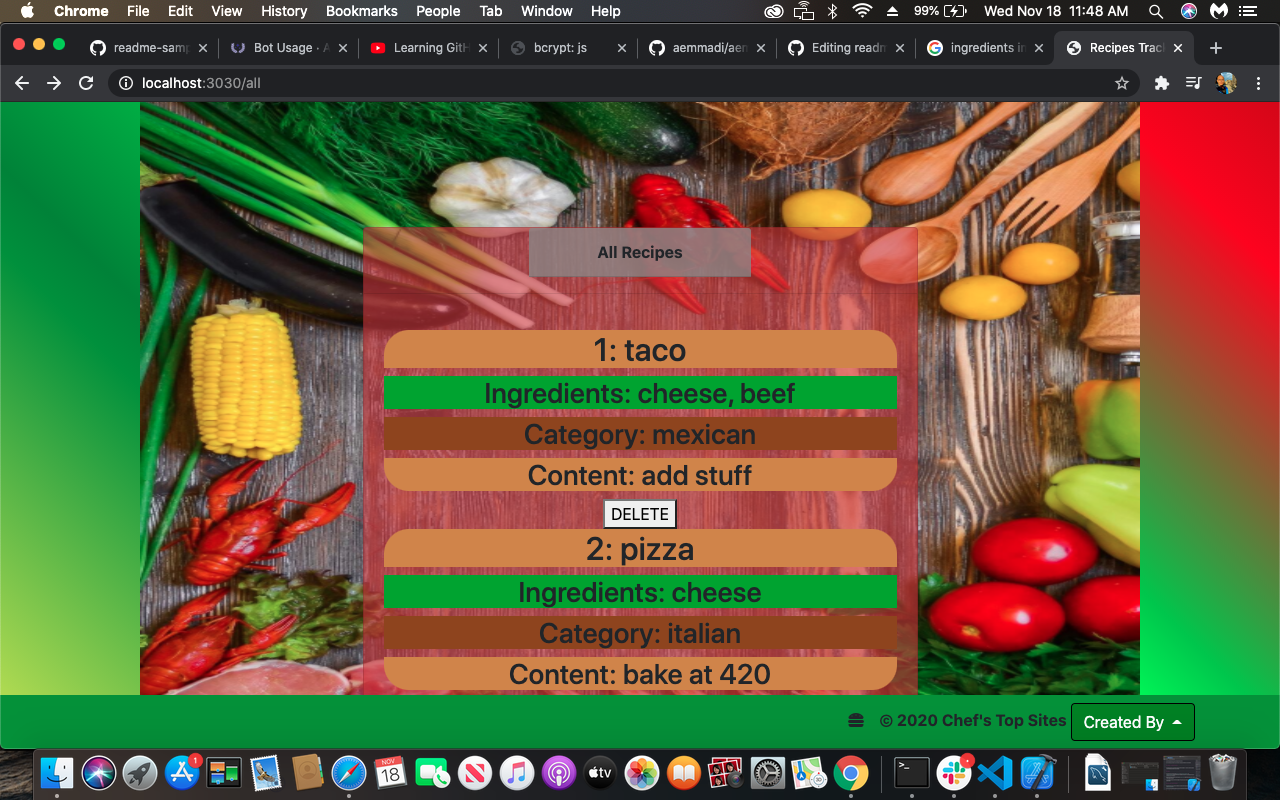 Chrome File Edit View History Bookmarks People Tab Window Help 99% Wed Nov 18 11:48 AM
readme-samp Bot Usage · A Learning GitH bcrypt: js aemmadi/aem Editing readm ingredients in Recipes Trac
localhost:3030/all
All Recipes
1: taco
Ingredients: cheese, beef
Category: mexican
Content: add stuff
DELETE
2: pizza
Ingredients: cheese
Category: italian
Content: bake at 420
© 2020 Chef's Top Sites Created By
1
NOV
18
tv